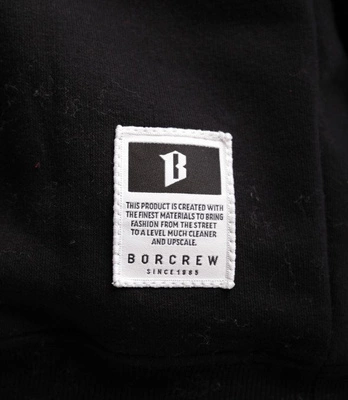 B
THIS PRODUCT IS CREATED WITH
THE FINEST MATERIALS TO BRING
FASHION FROM THE STREET
TO A LEVEL MUCH CLEANER
AND UPSCALE.
BORCREW
SINCE 1985